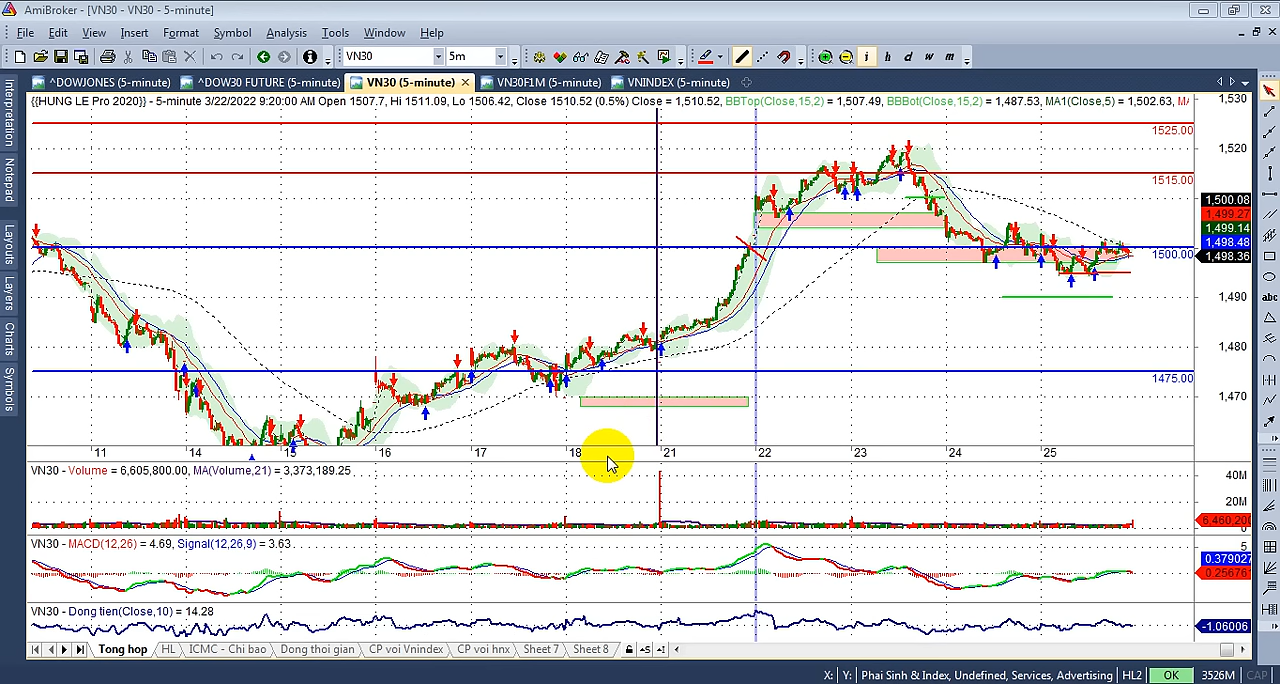 AmiBroker - [VN30 - VN30 - 5-minute]
File Edit View Insert Format Symbol Analysis Tools Window Help
VN30 5m i h d w m
^DOWJONES (5-minute) ^DOW30 FUTURE (5-minute) VN30 (5-minute) VN30F1M (5-minute) VNINDEX (5-minute)
{{HUNG LE Pro 2020}} - 5-minute 3/22/2022 9:20:00 AM Open 1507.7, Hi 1511.09, Lo 1506.42, Close 1510.52 (0.5%) Close = 1,510.52, BBTop(Close,15,2) = 1,507.49, BBBot(Close,15,2) = 1,487.53, MA1(Close,5) = 1,502.63,
Interpretation
Notepad
Layouts
Layers
Charts
Symbols
1,530
1525.00
1,520
1515.00
1,500.08
1,499.27
1,499.14
1,498.48
1500.00
1,498.36
1,490
1,480
1475.00
1,470
11 14 15 16 17 18 21 22 23 24 25
VN30 - Volume = 6,605,800.00, MA(Volume,21) = 3,373,189.25
40M
20M
6,460,200
0
VN30 - MACD(12,26) = 4.69, Signal(12,26,9) = 3.63
5
0.379027
0.25676
VN30 - Dong tien(Close,10) = 14.28
-1.06006
abc
Tong hop HL ICMC - Chi bao Dong thoi gian CP voi Vnindex CP voi hnx Sheet 7 Sheet 8
X: Y: Phai Sinh & Index, Undefined, Services, Advertising HL2 OK 3526M CAP